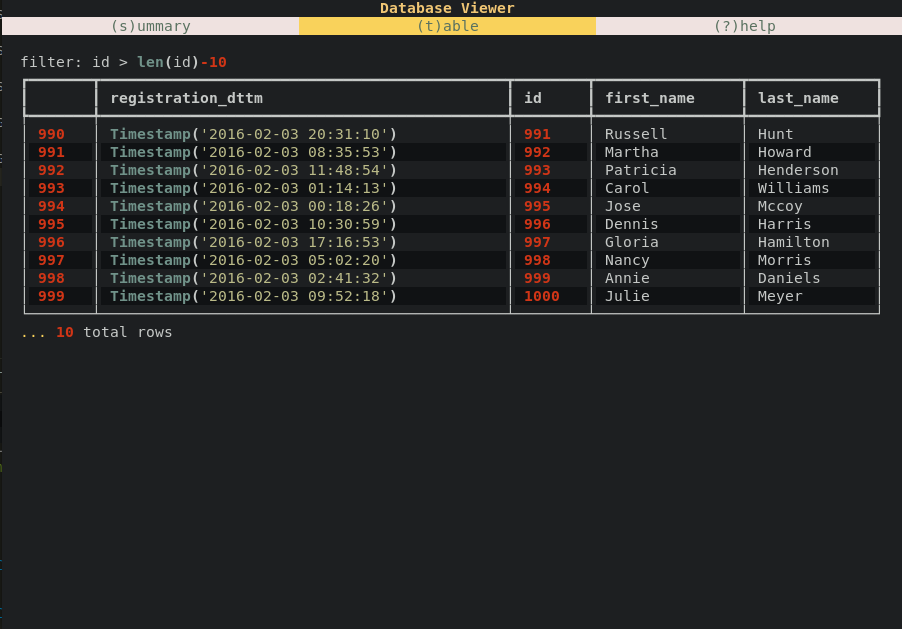 Database Viewer
(s)ummary (t)able (?)help
filter: id > len(id)-10
registration_dttm id first_name last_name
990 Timestamp('2016-02-03 20:31:10') 991 Russell Hunt
991 Timestamp('2016-02-03 08:35:53') 992 Martha Howard
992 Timestamp('2016-02-03 11:48:54') 993 Patricia Henderson
993 Timestamp('2016-02-03 01:14:13') 994 Carol Williams
994 Timestamp('2016-02-03 00:18:26') 995 Jose Mccoy
995 Timestamp('2016-02-03 10:30:59') 996 Dennis Harris
996 Timestamp('2016-02-03 17:16:53') 997 Gloria Hamilton
997 Timestamp('2016-02-03 05:02:20') 998 Nancy Morris
998 Timestamp('2016-02-03 02:41:32') 999 Annie Daniels
999 Timestamp('2016-02-03 09:52:18') 1000 Julie Meyer
... 10 total rows